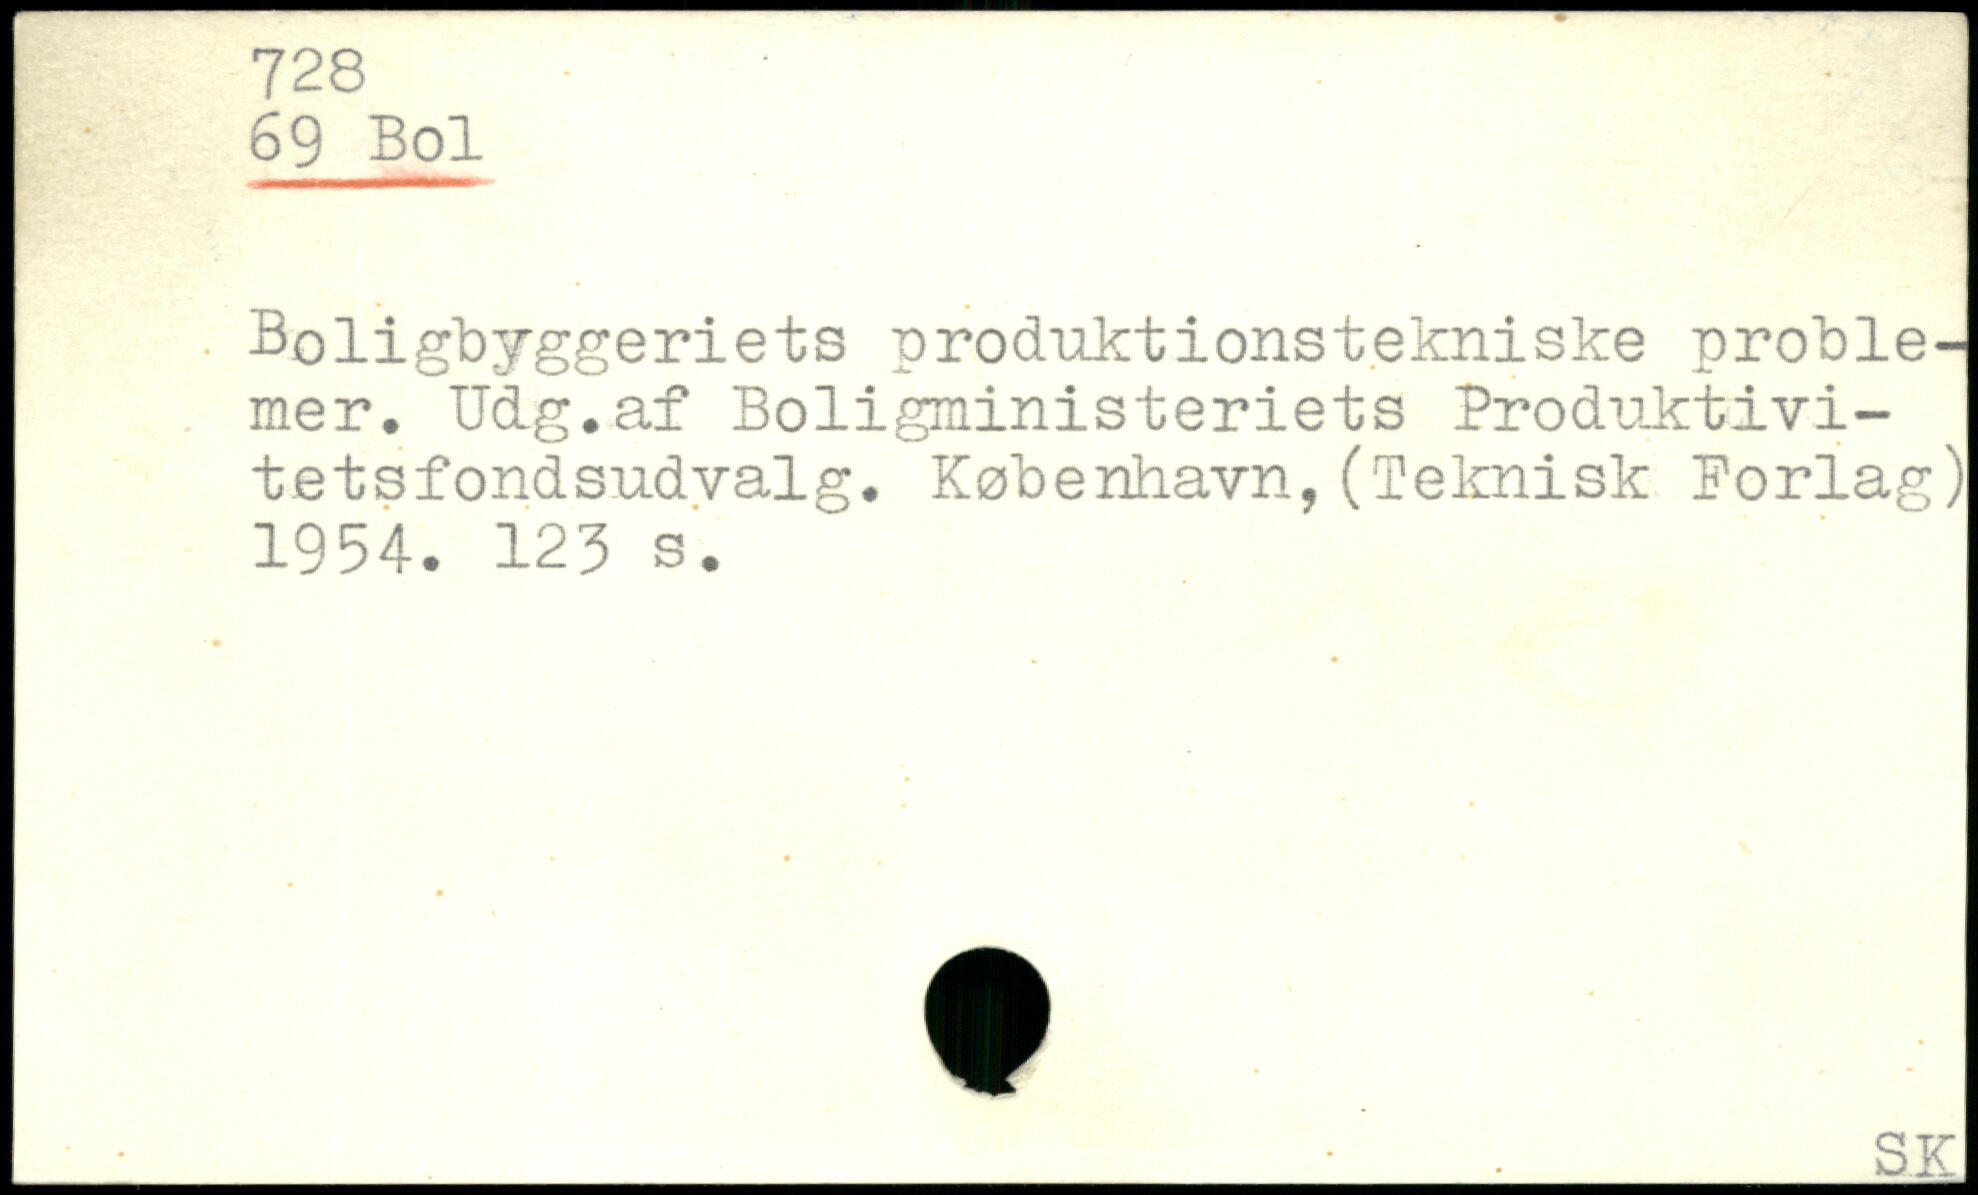 728
69 Bol
Boligbyggeriets produktionstekniske proble-
mer. Udg.af Boligministeriets Produktivi-
tetsfondsudvalg. København,(Teknisk Forlag)
1954. 123 s.
SK